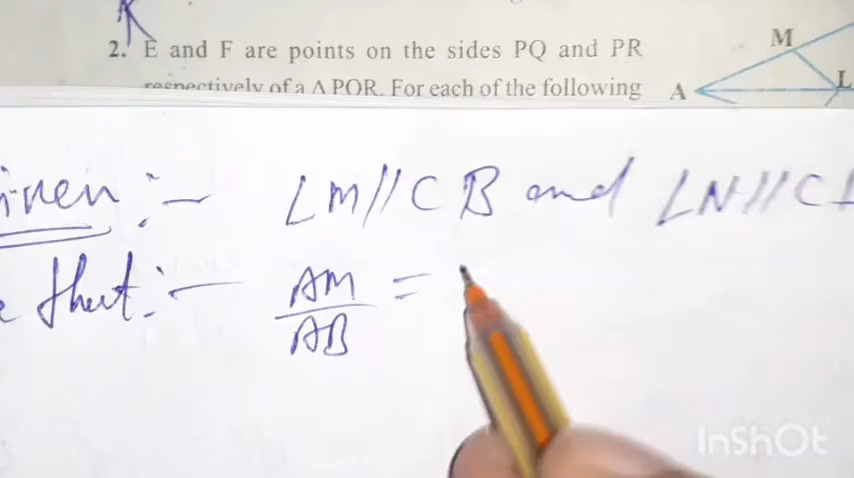 2. E and F are points on the sides PQ and PR
M
respectively of a Δ PQR. For each of the following
A
L
:- LM//CB and LN//C
that:- AM/AB =
InShOt